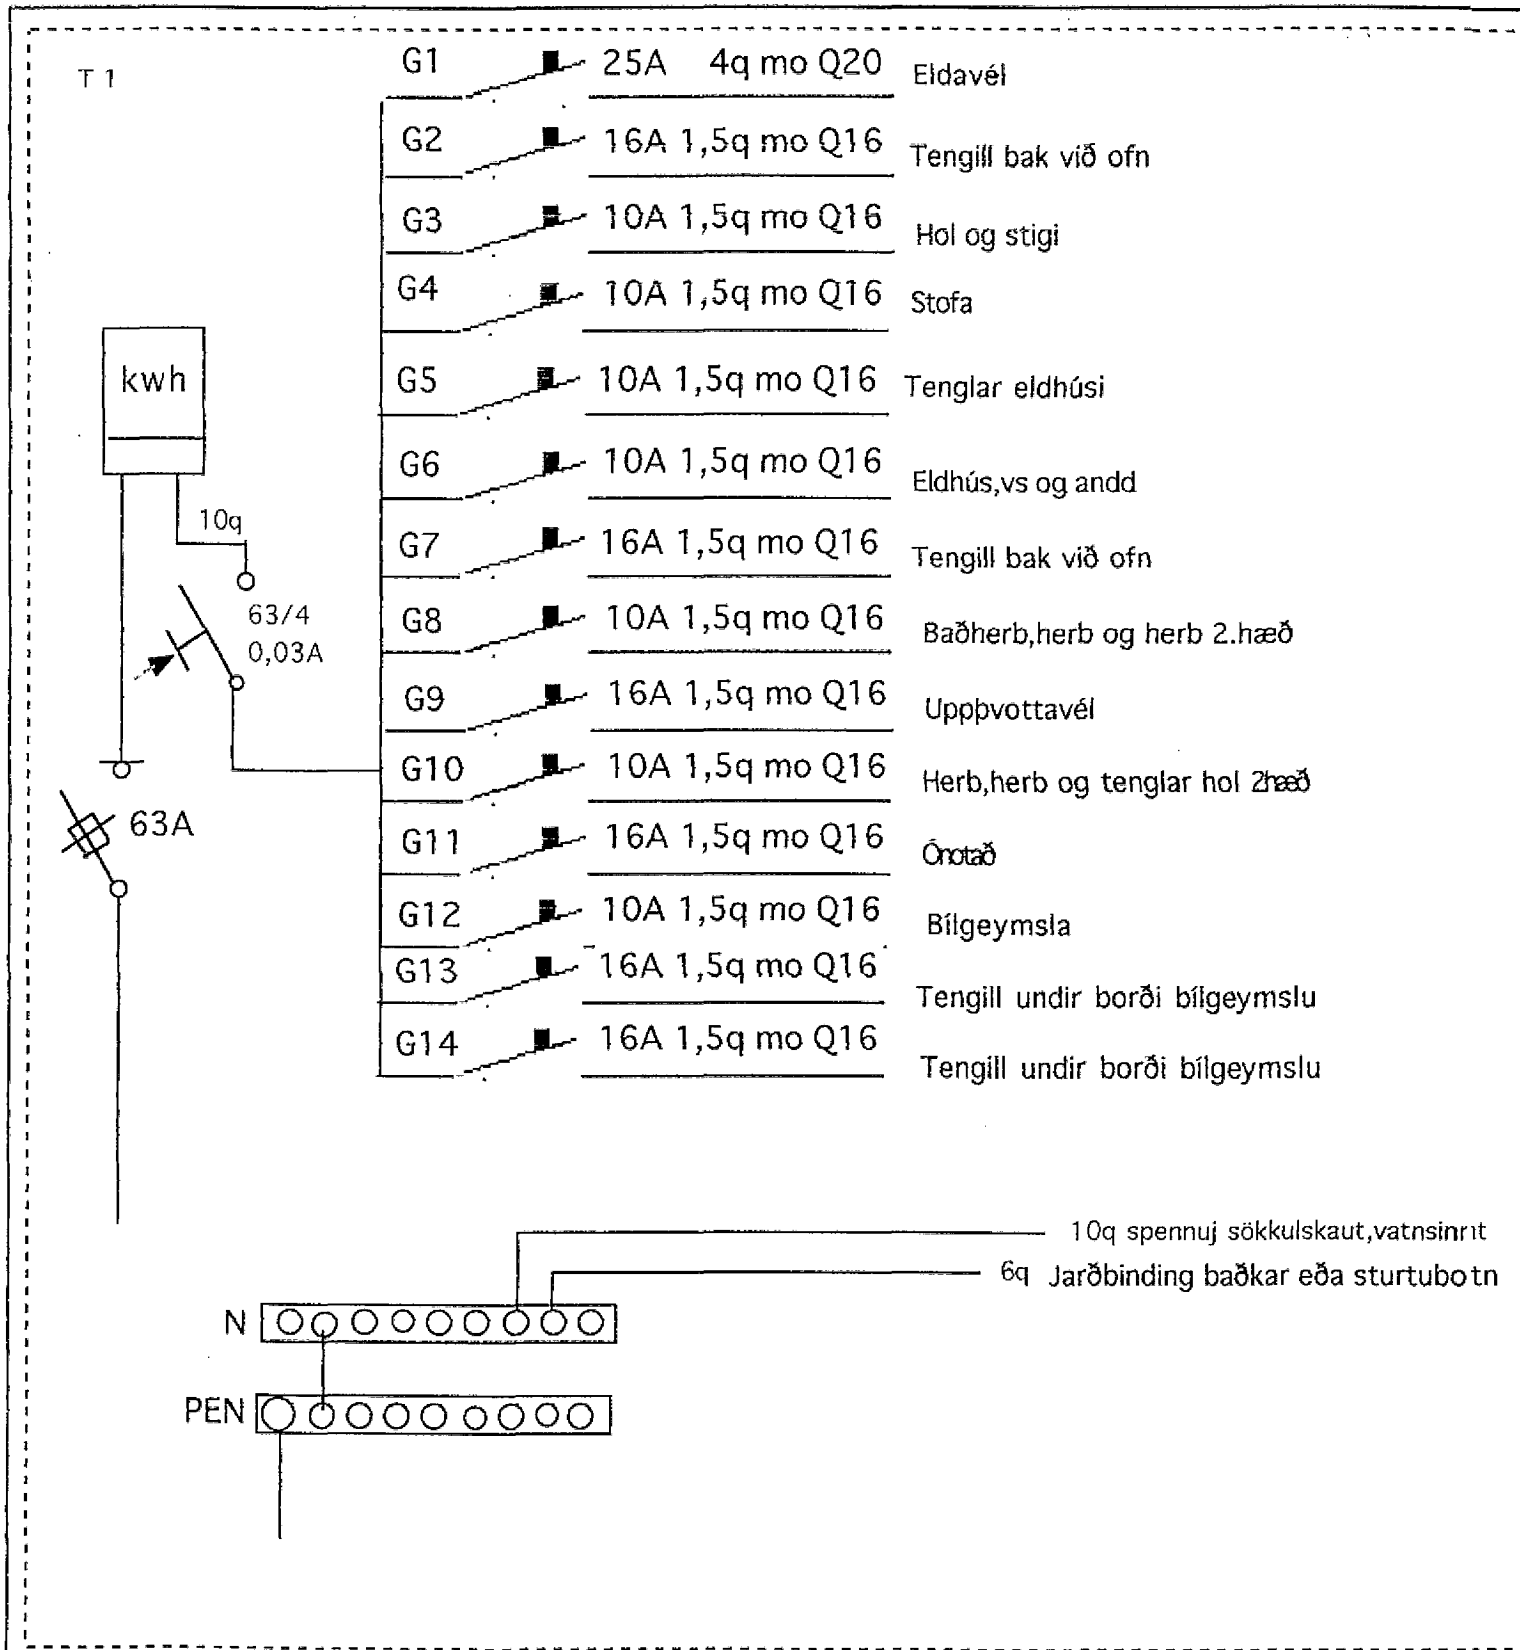 T 1
G1 25A 4q mo Q20 Eldavél
G2 16A 1,5q mo Q16 Tengill bak við ofn
G3 10A 1,5q mo Q16 Hol og stigi
G4 10A 1,5q mo Q16 Stofa
G5 10A 1,5q mo Q16 Tenglar eldhúsi
kwh
G6 10A 1,5q mo Q16 Eldhús,vs og andd
10q
G7 16A 1,5q mo Q16 Tengill bak við ofn
63/4
0,03A
G8 10A 1,5q mo Q16 Baðherb,herb og herb 2.hæð
G9 16A 1,5q mo Q16 Uppþvottavél
G10 10A 1,5q mo Q16 Herb,herb og tenglar hol 2hæð
63A
G11 16A 1,5q mo Q16 Ónotað
G12 10A 1,5q mo Q16 Bílgeymsla
G13 16A 1,5q mo Q16 Tengill undir borði bílgeymslu
G14 16A 1,5q mo Q16 Tengill undir borði bílgeymslu
10q spennuj sökkulskaut,vatnsinnt
6q Jarðbinding baðkar eða sturtubotn
N
PEN